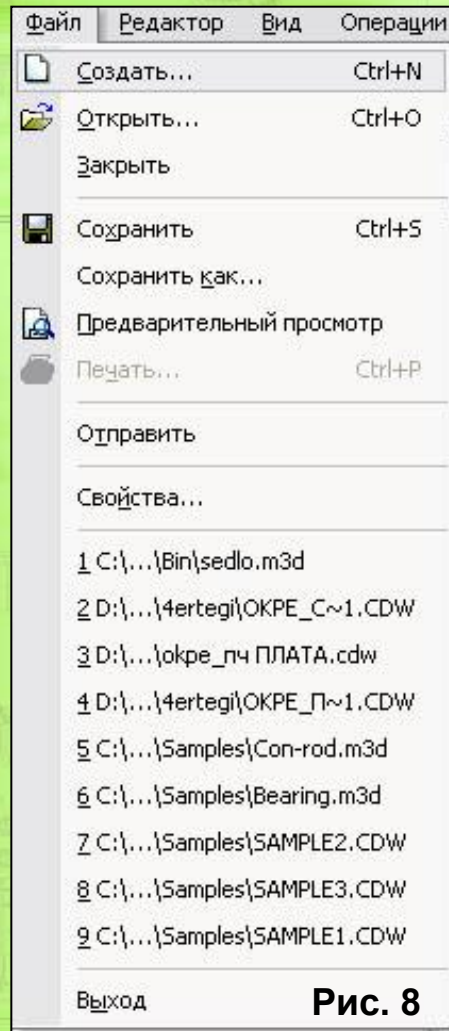 Файл Редактор Вид Операции
Создать... Ctrl+N
Открыть... Ctrl+O
Закрыть
Сохранить Ctrl+S
Сохранить как...
Предварительный просмотр
Печать... Ctrl+P
Отправить
Свойства...
1 C:\...\Bin\sedlo.m3d
2 D:\...\4ertegi\OKPE_C~1.CDW
3 D:\...\okpe_пч ПЛАТА.cdw
4 D:\...\4ertegi\OKPE_П~1.CDW
5 C:\...\Samples\Con-rod.m3d
6 C:\...\Samples\Bearing.m3d
7 C:\...\Samples\SAMPLE2.CDW
8 C:\...\Samples\SAMPLE3.CDW
9 C:\...\Samples\SAMPLE1.CDW
Выход Рис. 8